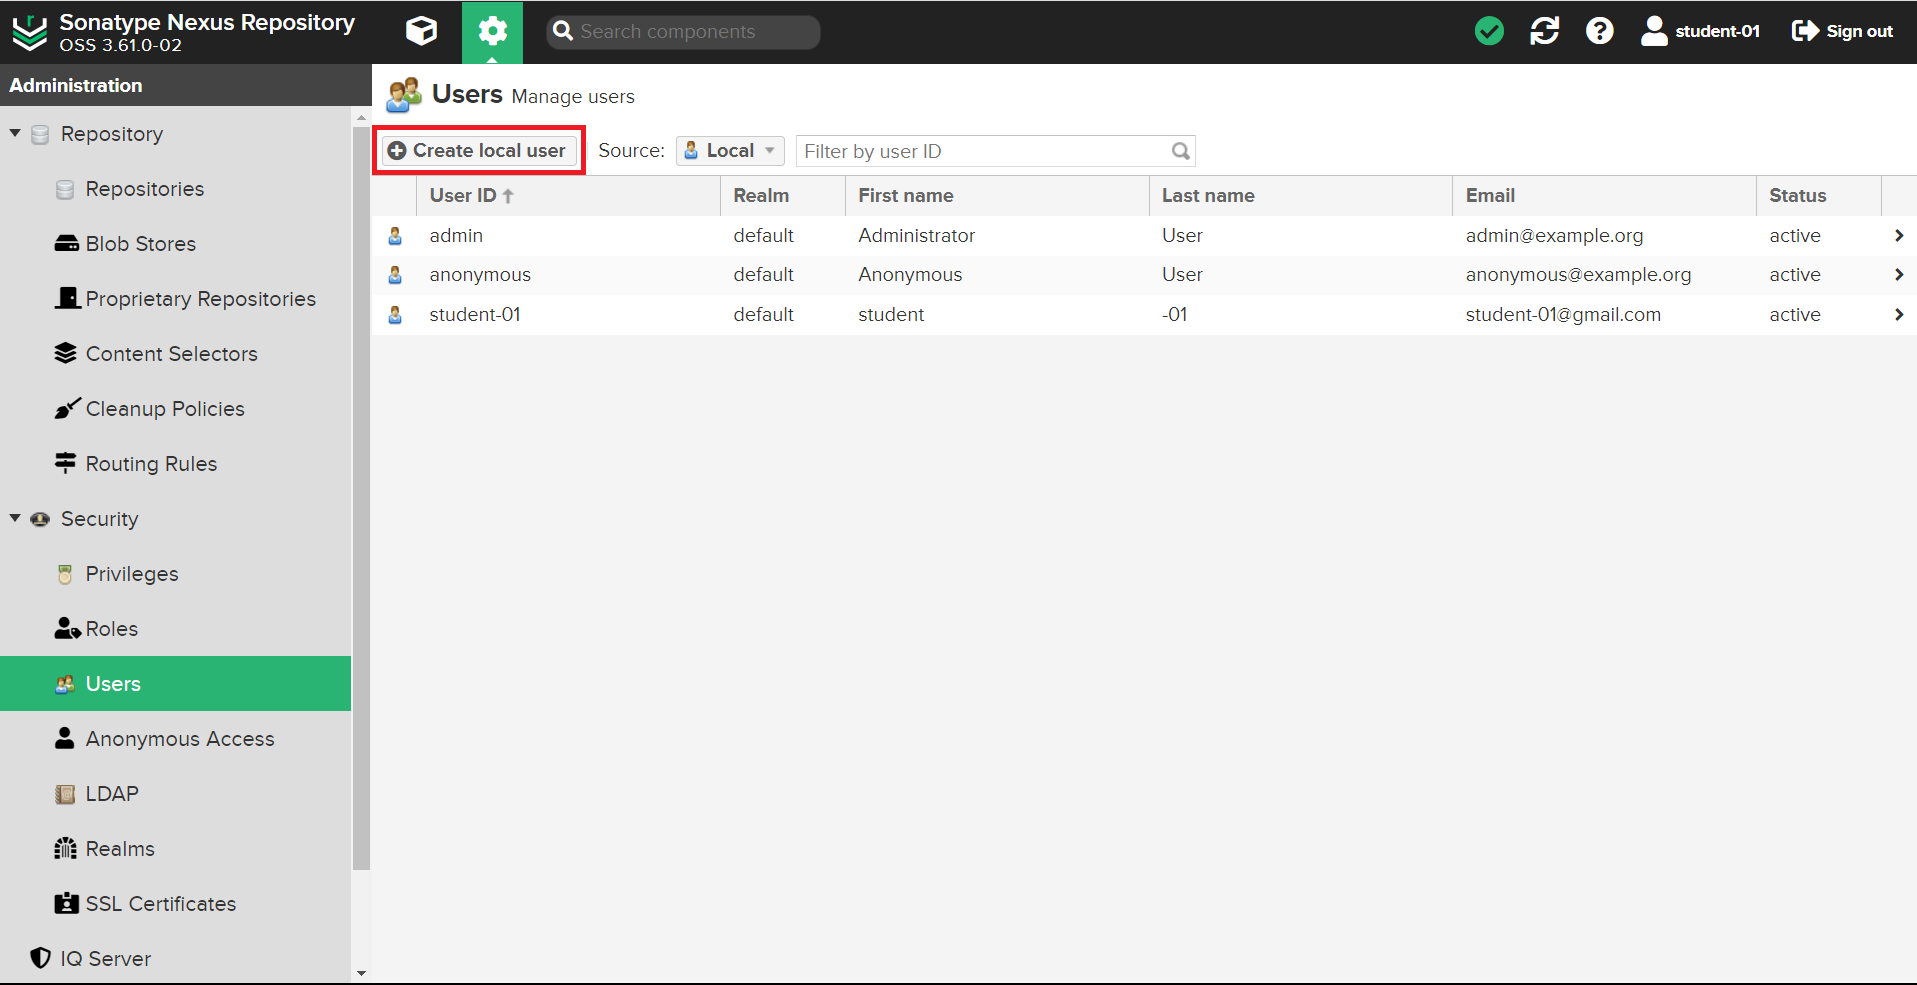 Sonatype Nexus Repository
OSS 3.61.0-02
Search components
student-01
Sign out
Administration
Repository
Repositories
Blob Stores
Proprietary Repositories
Content Selectors
Cleanup Policies
Routing Rules
Security
Privileges
Roles
Users
Anonymous Access
LDAP
Realms
SSL Certificates
IQ Server
Users Manage users
Create local user Source: Local Filter by user ID
User ID Realm First name Last name Email Status
admin default Administrator User admin@example.org active
anonymous default Anonymous User anonymous@example.org active
student-01 default student -01 student-01@gmail.com active